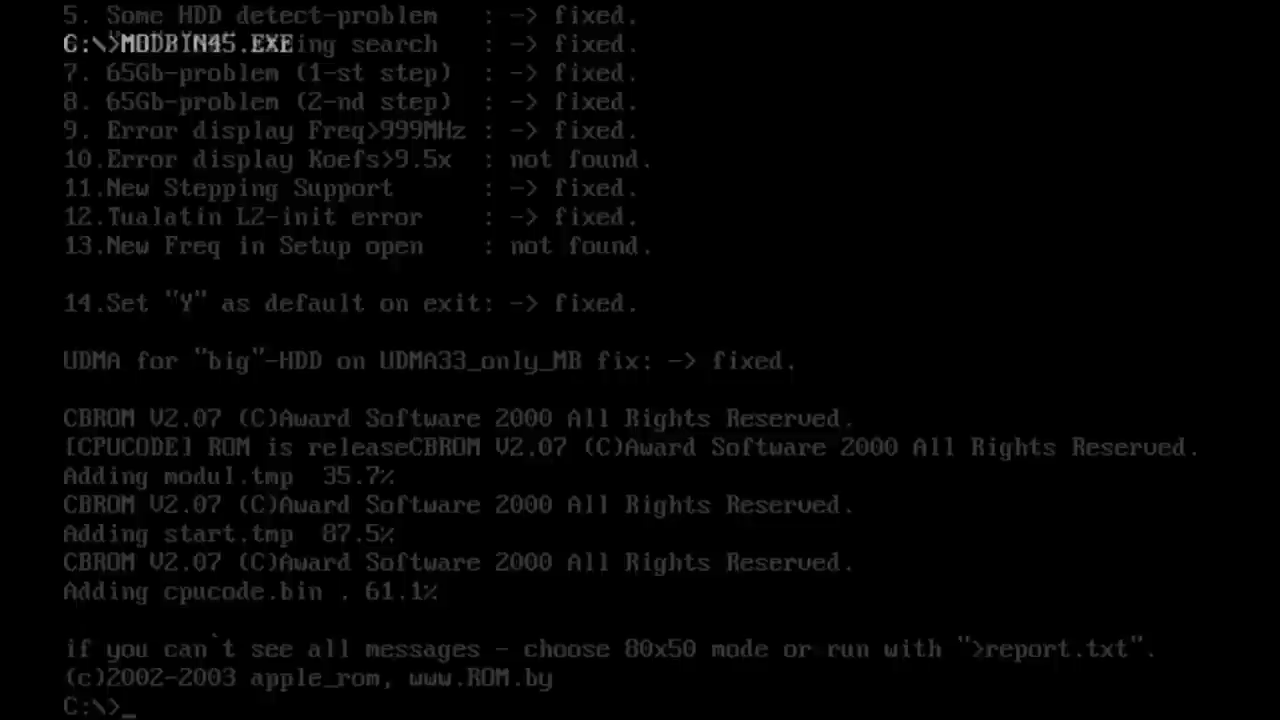 5. Some HDD detect-problem   : -> fixed.
C:\>MODBIN45.EXE
ing search   : -> fixed.
7. 65Gb-problem (1-st step)  : -> fixed.
8. 65Gb-problem (2-nd step)  : -> fixed.
9. Error display Freq>999MHz : -> fixed.
10.Error display Koefs>9.5x  : not found.
11.New Stepping Support      : -> fixed.
12.Tualatin L2-init error    : -> fixed.
13.New Freq in Setup open    : not found.
14.Set "Y" as default on exit: -> fixed.
UDMA for "big"-HDD on UDMA33_only_MB fix: -> fixed.
CBROM V2.07 (C)Award Software 2000 All Rights Reserved.
[CPUCODE] ROM is releaseCBROM V2.07 (C)Award Software 2000 All Rights Reserved.
Adding modul.tmp  35.7%
CBROM V2.07 (C)Award Software 2000 All Rights Reserved.
Adding start.tmp  87.5%
CBROM V2.07 (C)Award Software 2000 All Rights Reserved.
Adding cpucode.bin . 61.1%
if you can`t see all messages - choose 80x50 mode or run with ">report.txt".
(c)2002-2003 apple_rom, www.ROM.by
C:\>_